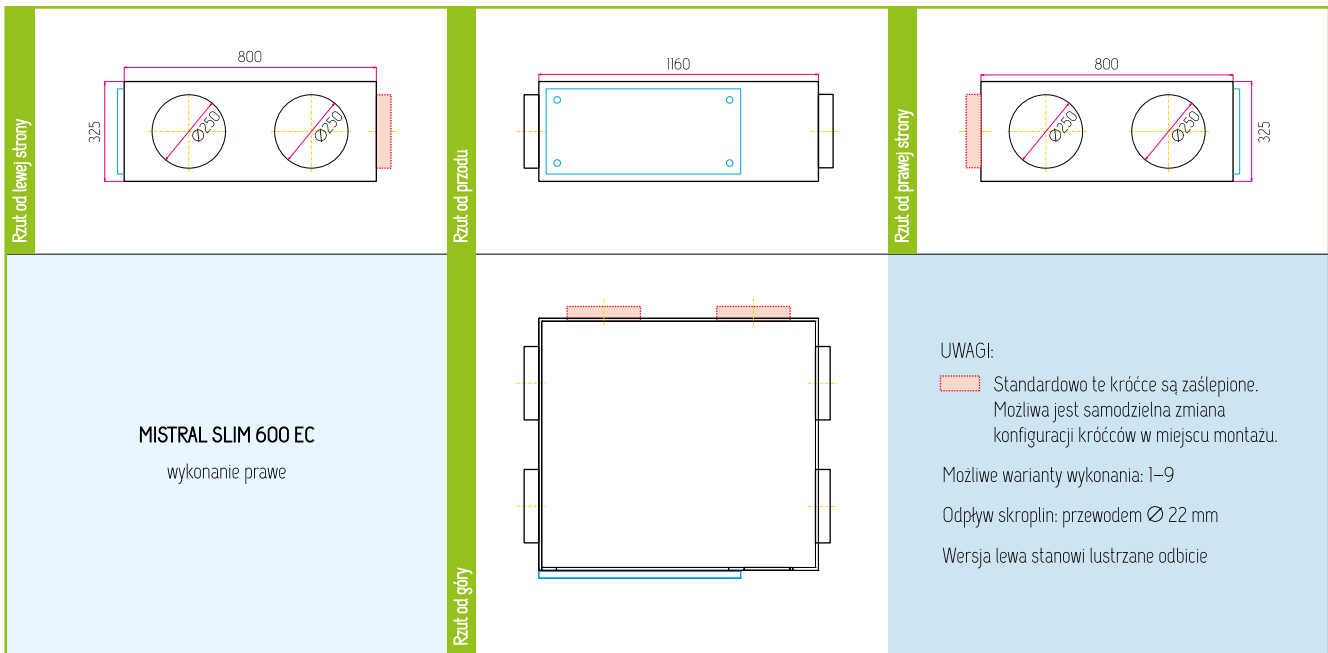 Rzut od lewej strony
800
325
Ø250
Ø250
Rzut od przodu
1160
Rzut od prawej strony
800
Ø250
Ø250
325
MISTRAL SLIM 600 EC
wykonanie prawe
Rzut od góry
UWAGI:
Standardowo te króćce są zaślepione.
Możliwa jest samodzielna zmiana
konfiguracji króćców w miejscu montażu.
Możliwe warianty wykonania: 1–9
Odpływ skroplin: przewodem Ø 22 mm
Wersja lewa stanowi lustrzane odbicie